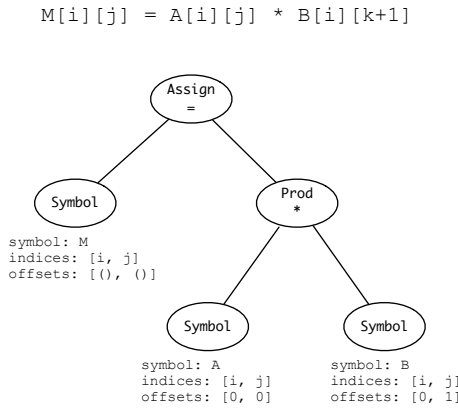 M[i][j] = A[i][j] * B[i][k+1]
Assign
=
Symbol
Prod
*
symbol: M
indices: [i, j]
offsets: [(), ()]
Symbol
Symbol
symbol: A
indices: [i, j]
offsets: [0, 0]
symbol: B
indices: [i, j]
offsets: [0, 1]